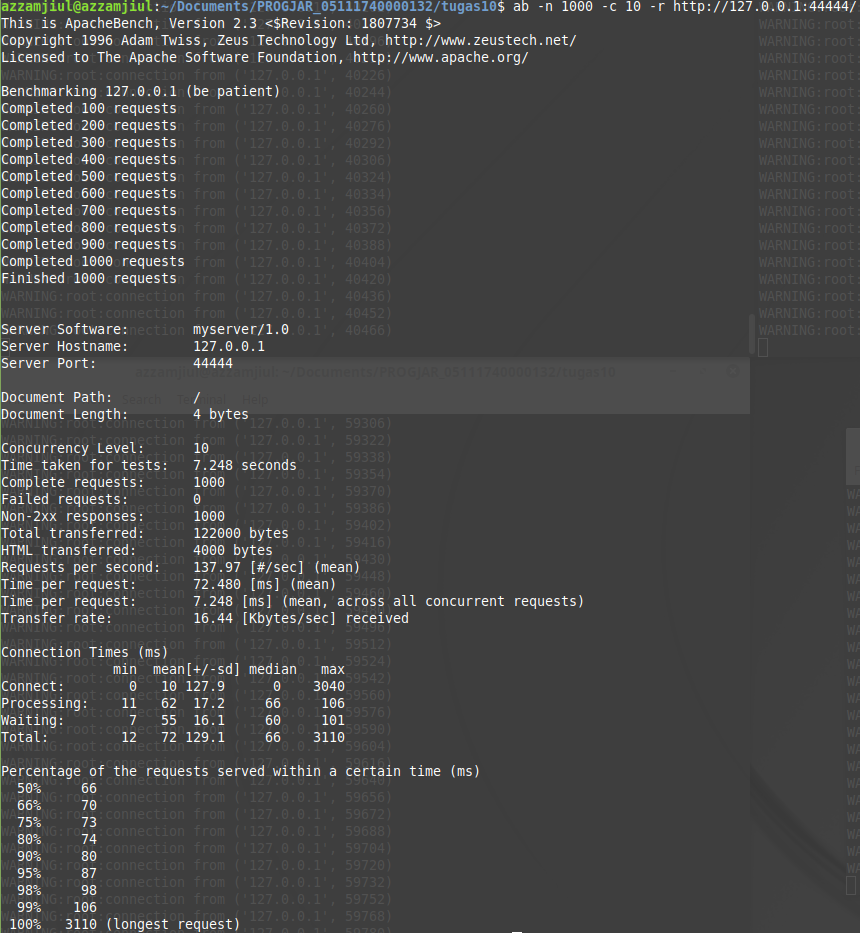 azzamjiul@azzamjiul:~/Documents/PROGJAR_05111740000132/tugas10$ ab -n 1000 -c 10 -r http://127.0.0.1:44444/
This is ApacheBench, Version 2.3 <$Revision: 1807734 $>
Copyright 1996 Adam Twiss, Zeus Technology Ltd, http://www.zeustech.net/
Licensed to The Apache Software Foundation, http://www.apache.org/

Benchmarking 127.0.0.1 (be patient)
Completed 100 requests
Completed 200 requests
Completed 300 requests
Completed 400 requests
Completed 500 requests
Completed 600 requests
Completed 700 requests
Completed 800 requests
Completed 900 requests
Completed 1000 requests
Finished 1000 requests


Server Software:        myserver/1.0
Server Hostname:        127.0.0.1
Server Port:            44444

Document Path:          /
Document Length:        4 bytes

Concurrency Level:      10
Time taken for tests:   7.248 seconds
Complete requests:      1000
Failed requests:        0
Non-2xx responses:      1000
Total transferred:      122000 bytes
HTML transferred:       4000 bytes
Requests per second:    137.97 [#/sec] (mean)
Time per request:       72.480 [ms] (mean)
Time per request:       7.248 [ms] (mean, across all concurrent requests)
Transfer rate:          16.44 [Kbytes/sec] received

Connection Times (ms)
              min  mean[+/-sd] median   max
Connect:        0   10 127.9      0    3040
Processing:    11   62  17.2     66     106
Waiting:        7   55  16.1     60     101
Total:         12   72 129.1     66    3110

Percentage of the requests served within a certain time (ms)
  50%     66
  66%     70
  75%     73
  80%     74
  90%     80
  95%     87
  98%     98
  99%    106
 100%   3110 (longest request)